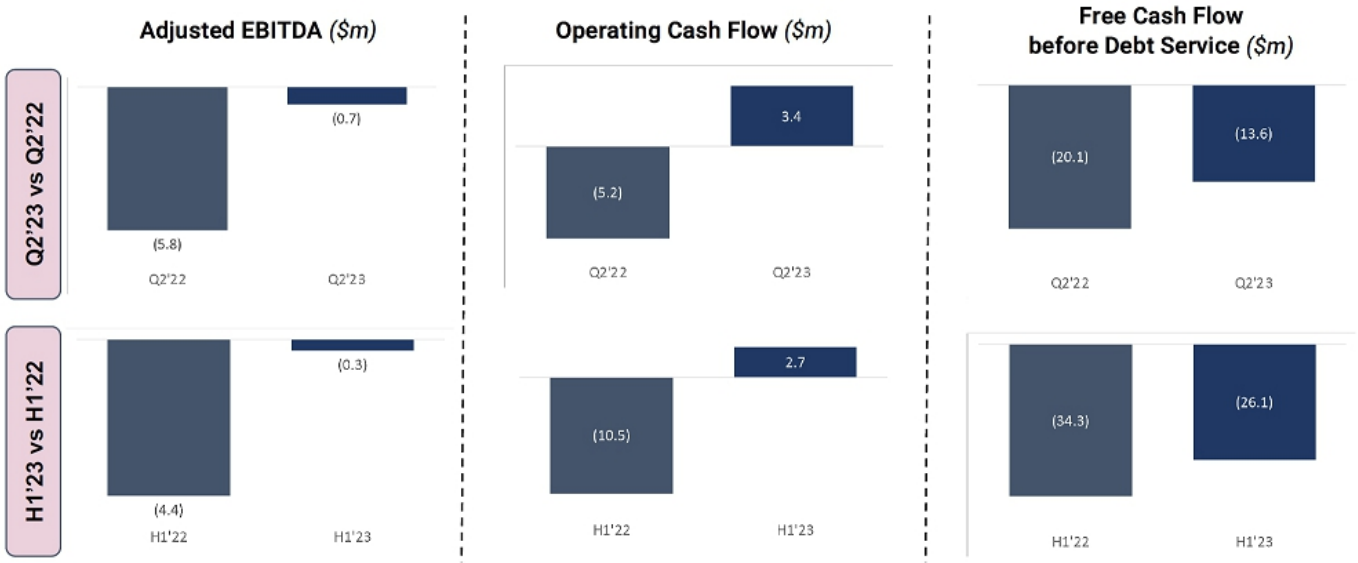 Adjusted EBITDA ($m)
Operating Cash Flow ($m)
Free Cash Flow
before Debt Service ($m)
Q2’23 vs Q2’22
(5.8)
(0.7)
Q2'22
Q2'23
(5.2)
3.4
Q2'22
Q2'23
(20.1)
(13.6)
Q2'22
Q2'23
H1’23 vs H1’22
(4.4)
(0.3)
H1'22
H1'23
(10.5)
2.7
H1'22
H1'23
(34.3)
(26.1)
H1'22
H1'23